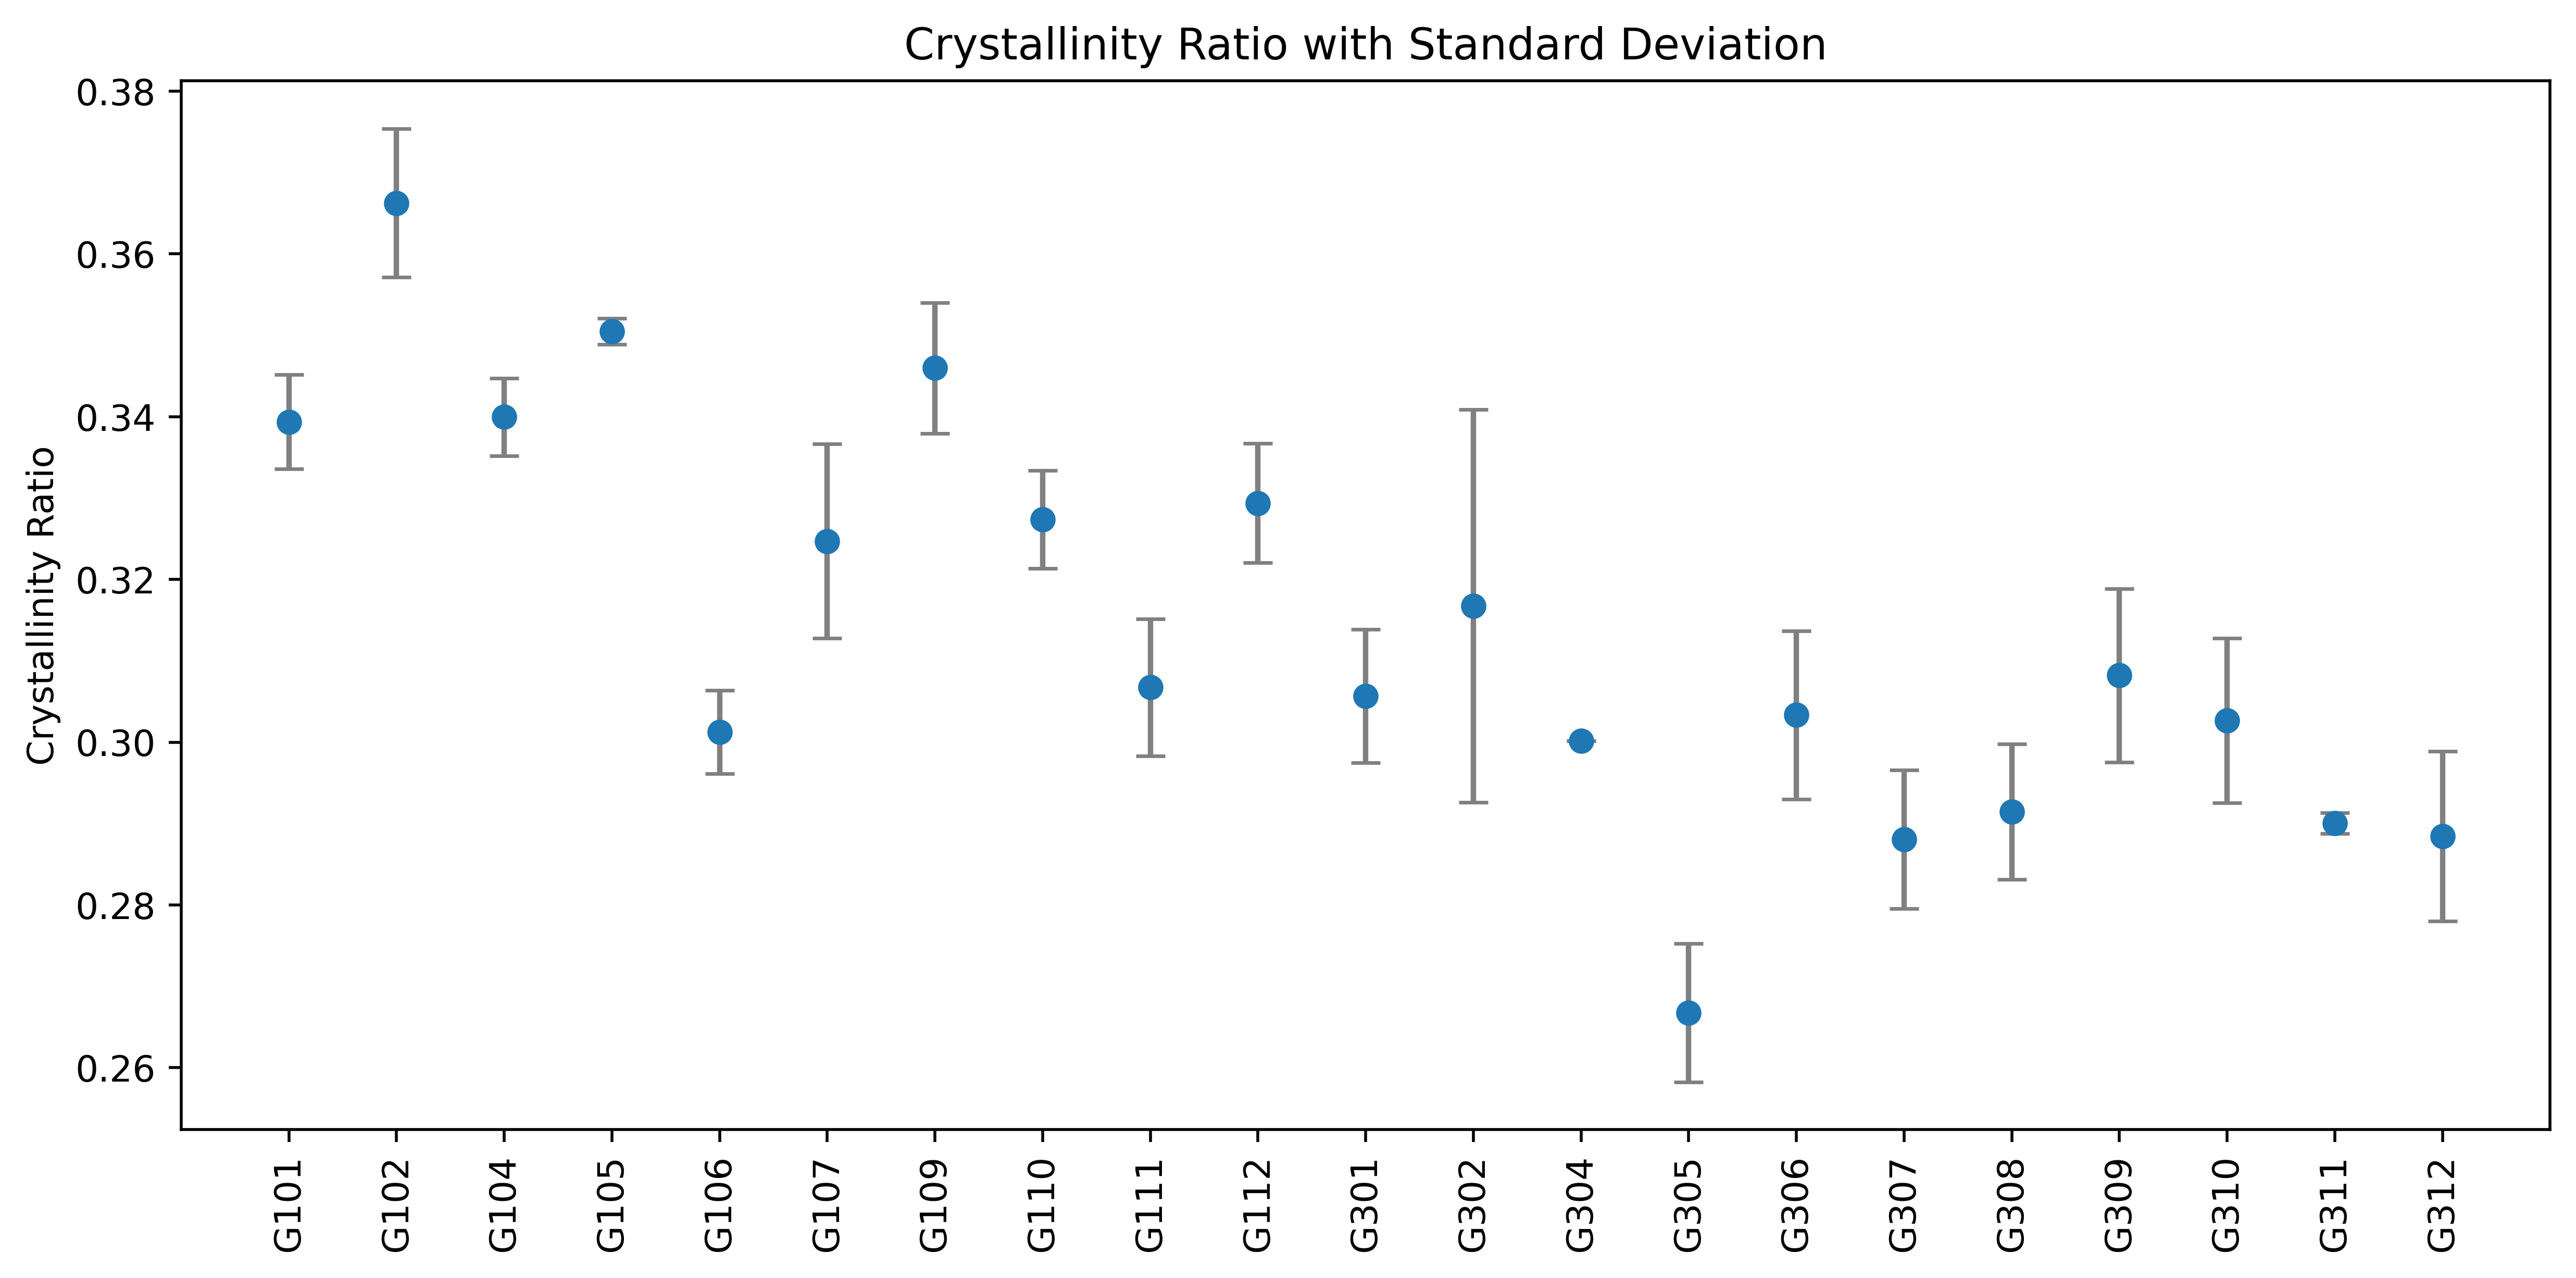 Crystallinity Ratio with Standard Deviation
Crystallinity Ratio
0.38
0.36
0.34
0.32
0.30
0.28
0.26
G101
G102
G104
G105
G106
G107
G109
G110
G111
G112
G301
G302
G304
G305
G306
G307
G308
G309
G310
G311
G312